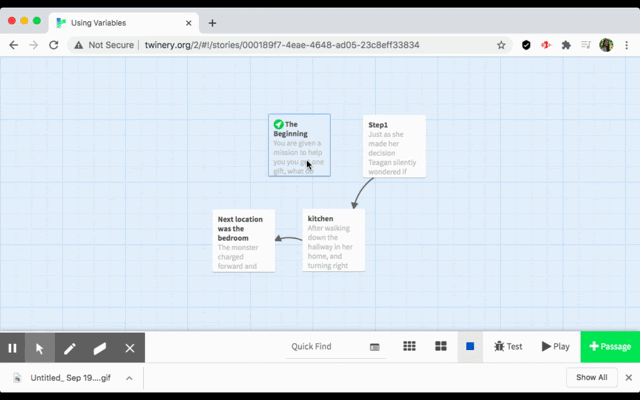 Using Variables
Not Secure | twinery.org/2/#!/stories/000189f7-4eae-4648-ad05-23c8eff33834
The
Beginning
You are given a
mission to help
you you get one
gift, what do
Step1
Just as she
made her
decision
Teagan silently
wondered if
Next location
was the
bedroom
The monster
charged
forward and
kitchen
After walking
down the
hallway in her
home, and
turning right
Quick Find
Test
Play
+ Passage
Untitled_ Sep 19....gif
Show All